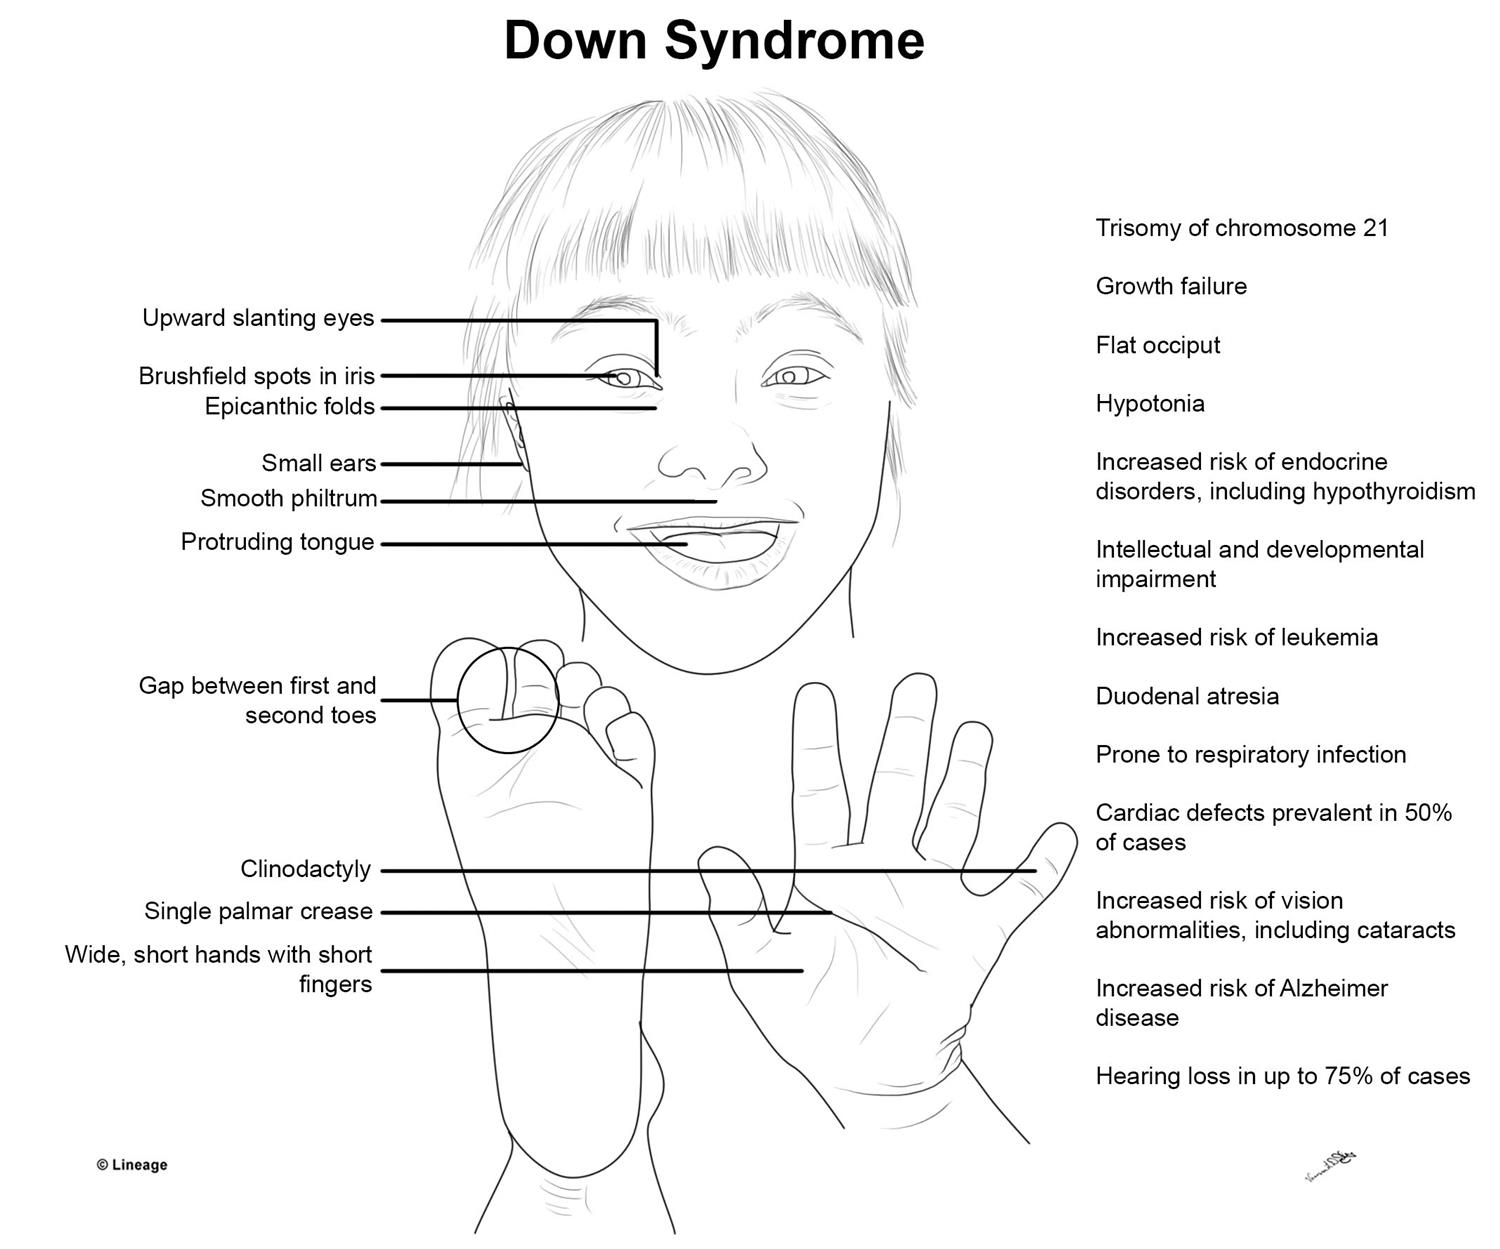 Down Syndrome
Upward slanting eyes
Brushfield spots in iris
Epicanthic folds
Small ears
Smooth philtrum
Protruding tongue
Gap between first and
second toes
Clinodactyly
Single palmar crease
Wide, short hands with short
fingers
Trisomy of chromosome 21
Growth failure
Flat occiput
Hypotonia
Increased risk of endocrine
disorders, including hypothyroidism
Intellectual and developmental
impairment
Increased risk of leukemia
Duodenal atresia
Prone to respiratory infection
Cardiac defects prevalent in 50%
of cases
Increased risk of vision
abnormalities, including cataracts
Increased risk of Alzheimer
disease
Hearing loss in up to 75% of cases
© Lineage